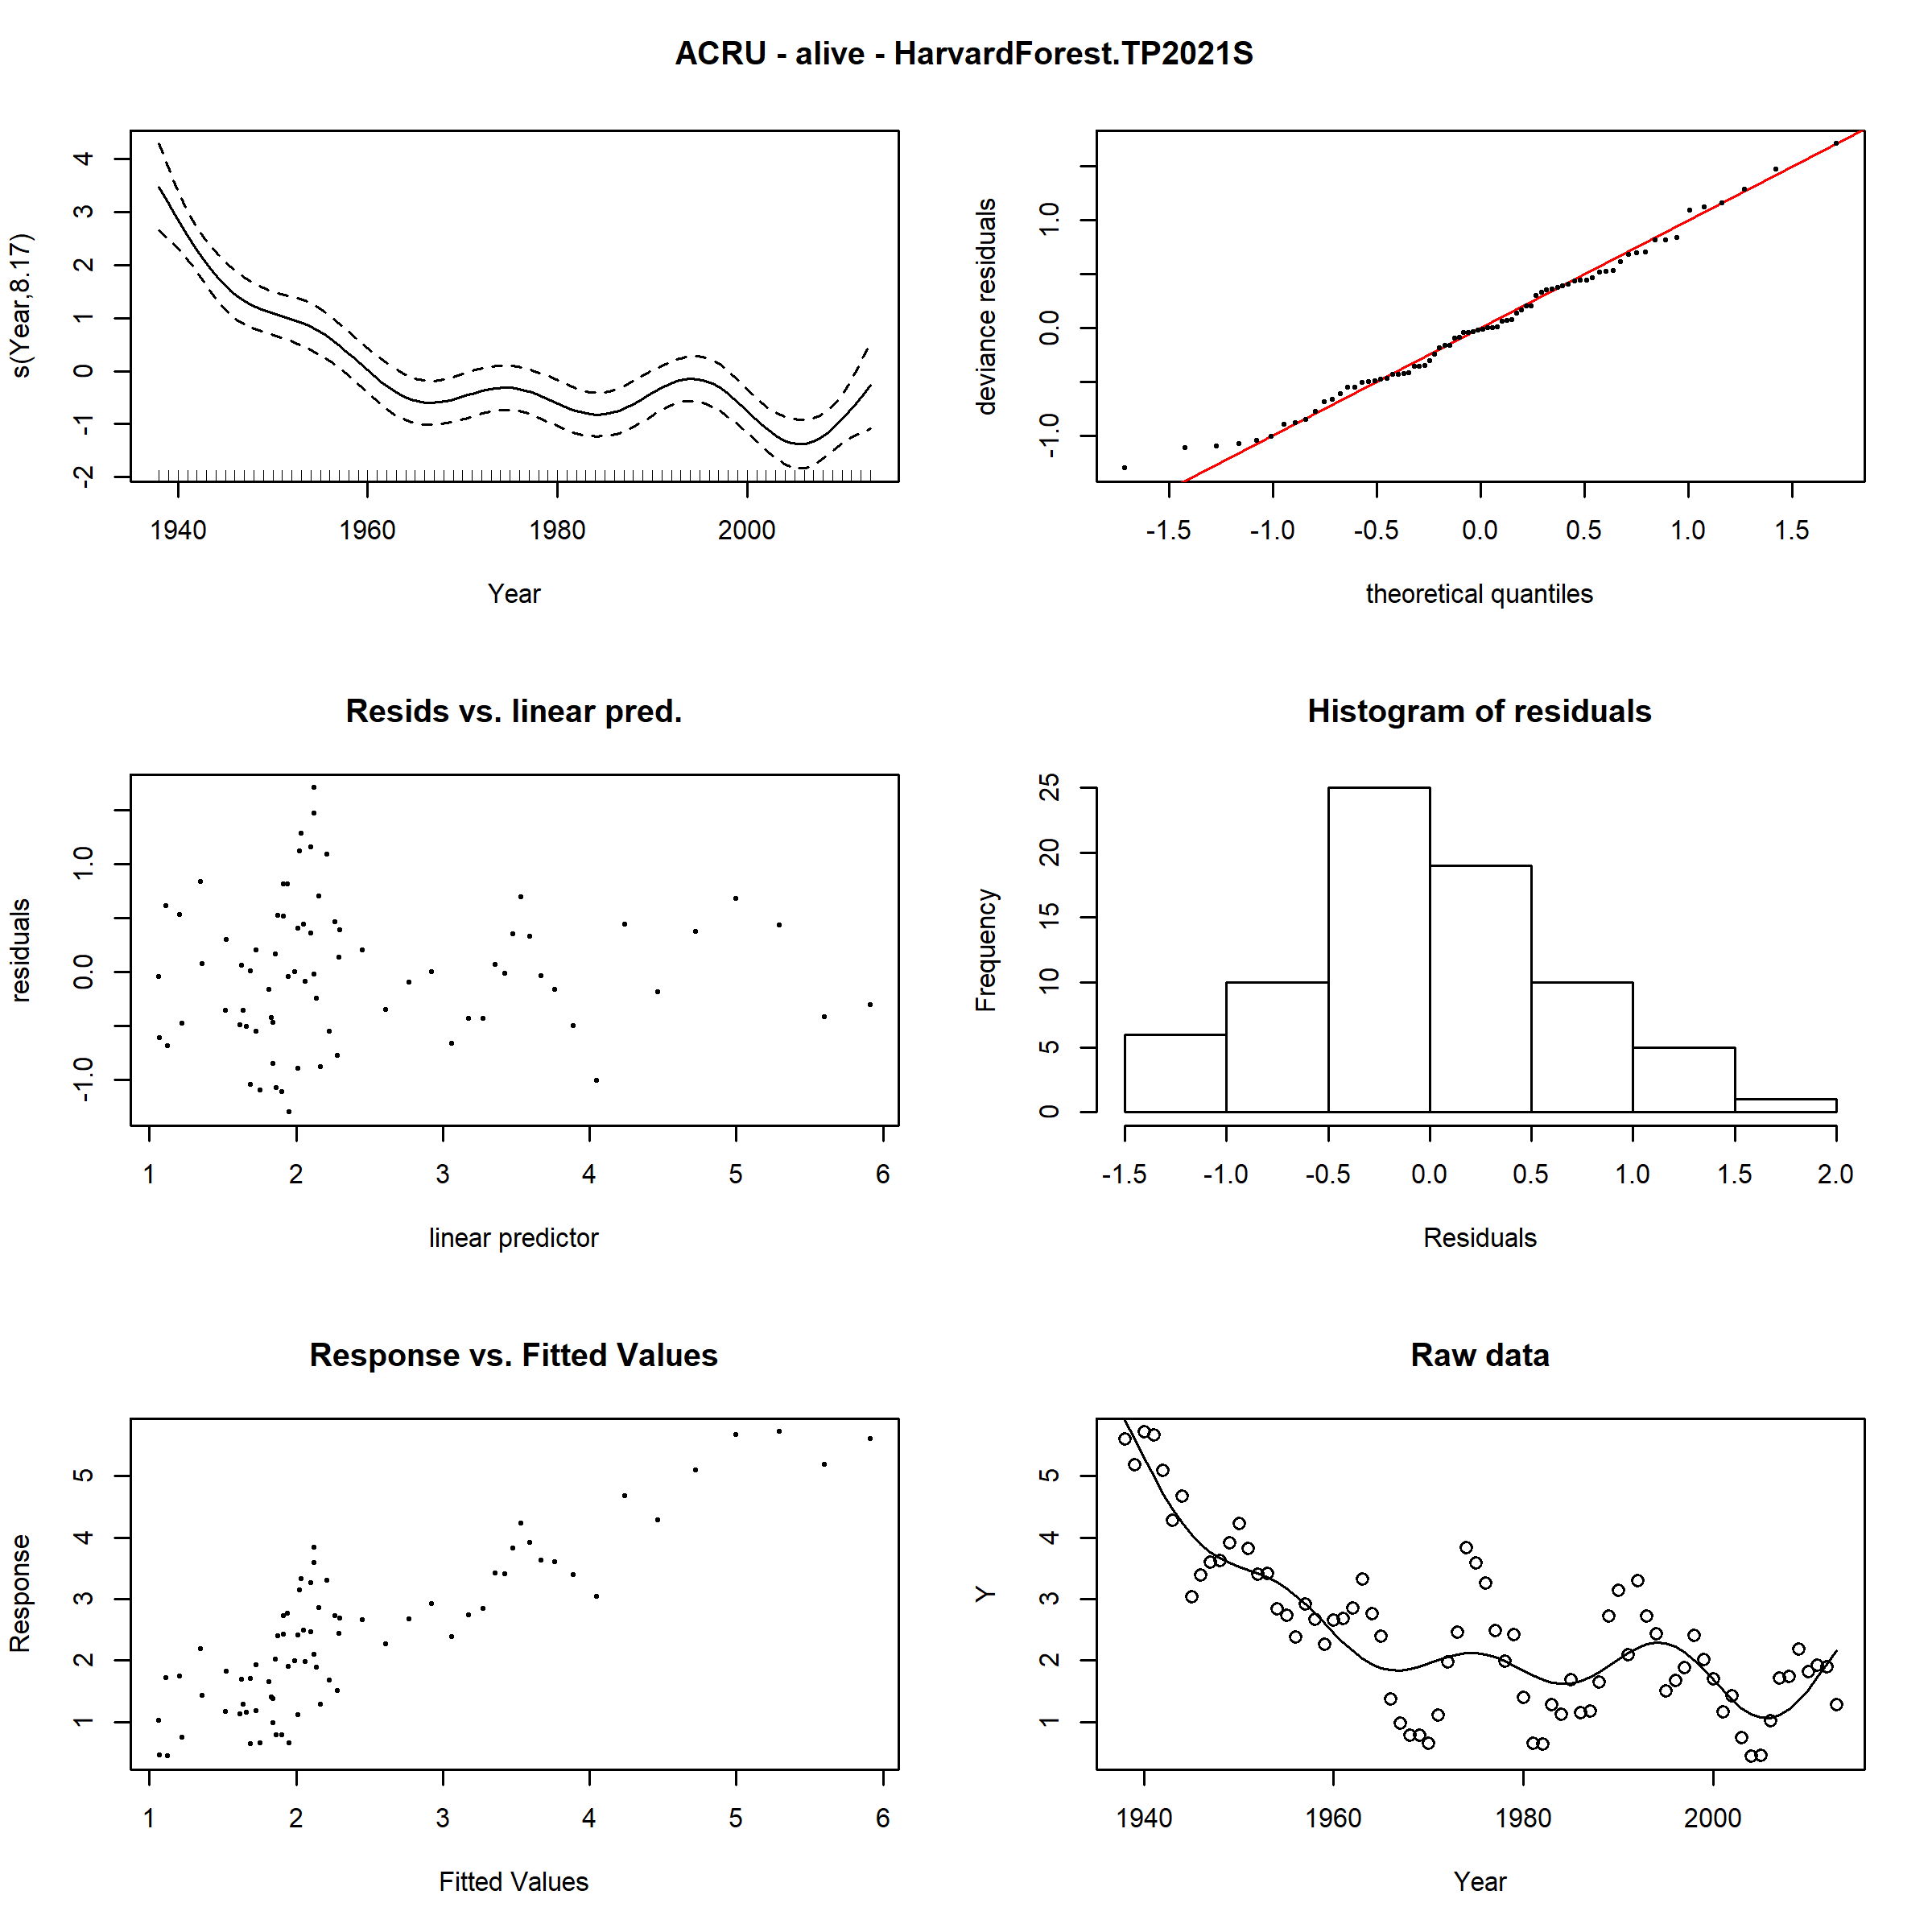 ACRU - alive - HarvardForest.TP2021S
s(Year,8.17)
4
3
2
1
0
-1
-2
1940 1960 1980 2000
Year
deviance residuals
1.0
0.0
-1.0
-1.5 -1.0 -0.5 0.0 0.5 1.0 1.5
theoretical quantiles
Resids vs. linear pred.
residuals
1.0
0.0
-1.0
1 2 3 4 5 6
linear predictor
Histogram of residuals
Frequency
25
20
15
10
5
0
-1.5 -1.0 -0.5 0.0 0.5 1.0 1.5 2.0
Residuals
Response vs. Fitted Values
Response
5
4
3
2
1
1 2 3 4 5 6
Fitted Values
Raw data
Y
5
4
3
2
1
1940 1960 1980 2000
Year